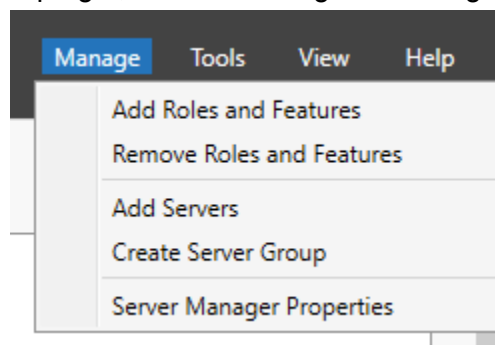 Manage Tools View Help
Add Roles and Features
Remove Roles and Features
Add Servers
Create Server Group
Server Manager Properties